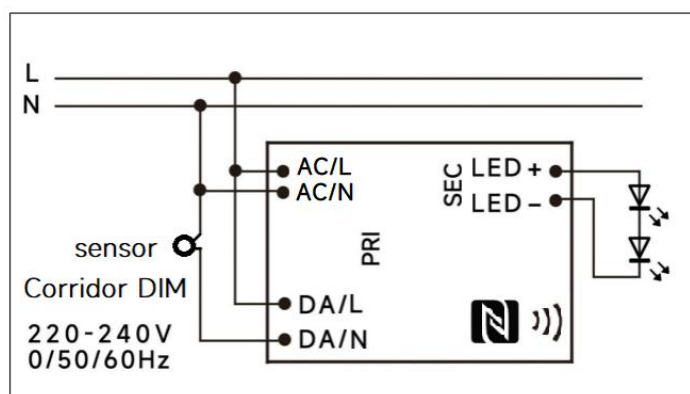 L
N
AC/L
AC/N
PRI
SEC
LED +
LED −
sensor
Corridor DIM
220-240V
0/50/60Hz
DA/L
DA/N